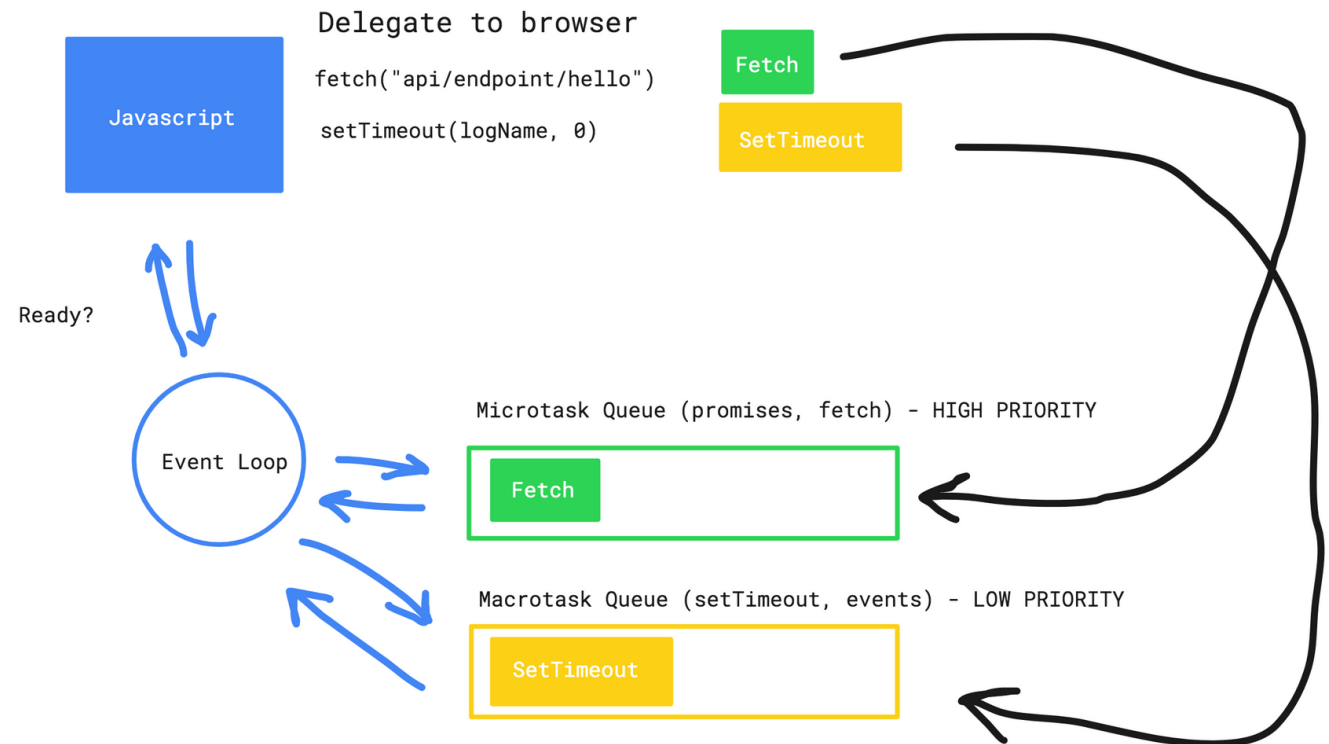 Delegate to browser
Javascript
fetch("api/endpoint/hello")
setTimeout(logName, 0)
Fetch
SetTimeout
Ready?
Event Loop
Microtask Queue (promises, fetch) - HIGH PRIORITY
Fetch
Macrotask Queue (setTimeout, events) - LOW PRIORITY
SetTimeout